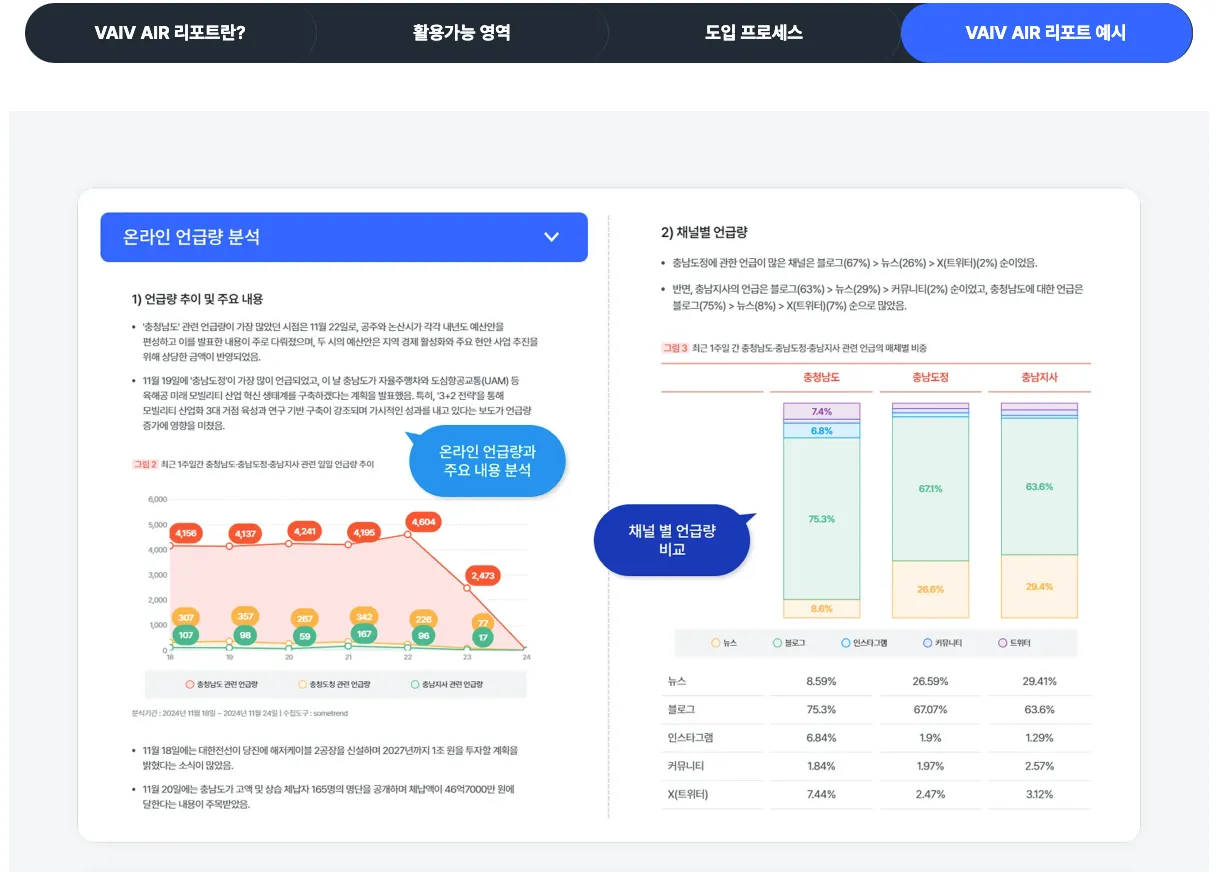 VAIV AIR 리포트란?
활용가능 영역
도입 프로세스
VAIV AIR 리포트 예시
온라인 언급량 분석
1) 언급량 추이 및 주요 내용
• '충청남도' 관련 언급량이 가장 많았던 시점은 11월 22일로, 공주와 논산시가 각각 내년도 예산안을
편성하고 이를 발표한 내용이 주로 다뤄졌으며, 두 시의 예산안은 지역 경제 활성화와 주요 현안 사업 추진을
위해 상당한 금액이 반영되었음.
• 11월 19일에 '충남도정'이 가장 많이 언급되었고, 이 날 충남도가 자율주행차와 도심항공교통(UAM) 등
육해공 미래 모빌리티 산업 혁신 생태계를 구축하겠다는 계획을 발표했음. 특히, '3+2 전략'을 통해
모빌리티 산업화 3대 거점 육성과 연구 기반 구축이 강조되며 가시적인 성과를 내고 있다는 보도가 언급량
증가에 영향을 미쳤음.
온라인 언급량과
주요 내용 분석
그림 2 최근 1주일간 충청남도·충남도정·충남지사 관련 일일 언급량 추이
6,000
5,000
4,000
3,000
2,000
1,000
0
4,156
4,137
4,241
4,195
4,604
2,473
307
357
267
342
226
77
107
98
59
167
96
17
18
19
20
21
22
23
24
충청남도 관련 언급량
충청도청 관련 언급량
충남지사 관련 언급량
분석기간 : 2024년 11월 18일 ~ 2024년 11월 24일 | 수집도구 : sometrend
• 11월 18일에는 대한전선이 당진에 해저케이블 2공장을 신설하며 2027년까지 1조 원을 투자할 계획을
밝혔다는 소식이 많았음.
• 11월 20일에는 충남도가 고액 및 상습 체납자 165명의 명단을 공개하며 체납액이 46억7000만 원에
달한다는 내용이 주목받았음.
2) 채널별 언급량
• 충남도정에 관한 언급이 많은 채널은 블로그(67%) > 뉴스(26%) > X(트위터)(2%) 순이었음.
• 반면, 충남지사의 언급은 블로그(63%) > 뉴스(29%) > 커뮤니티(2%) 순이었고, 충청남도에 대한 언급은
블로그(75%) > 뉴스(8%) > X(트위터)(7%) 순으로 많았음.
그림 3 최근 1주일 간 충청남도·충남도정·충남지사 관련 언급의 매체별 비중
충청남도
충남도정
충남지사
7.4%
6.8%
75.3%
8.6%
67.1%
26.6%
63.6%
29.4%
채널 별 언급량
비교
뉴스
블로그
인스타그램
커뮤니티
트위터
뉴스 8.59% 26.59% 29.41%
블로그 75.3% 67.07% 63.6%
인스타그램 6.84% 1.9% 1.29%
커뮤니티 1.84% 1.97% 2.57%
X(트위터) 7.44% 2.47% 3.12%